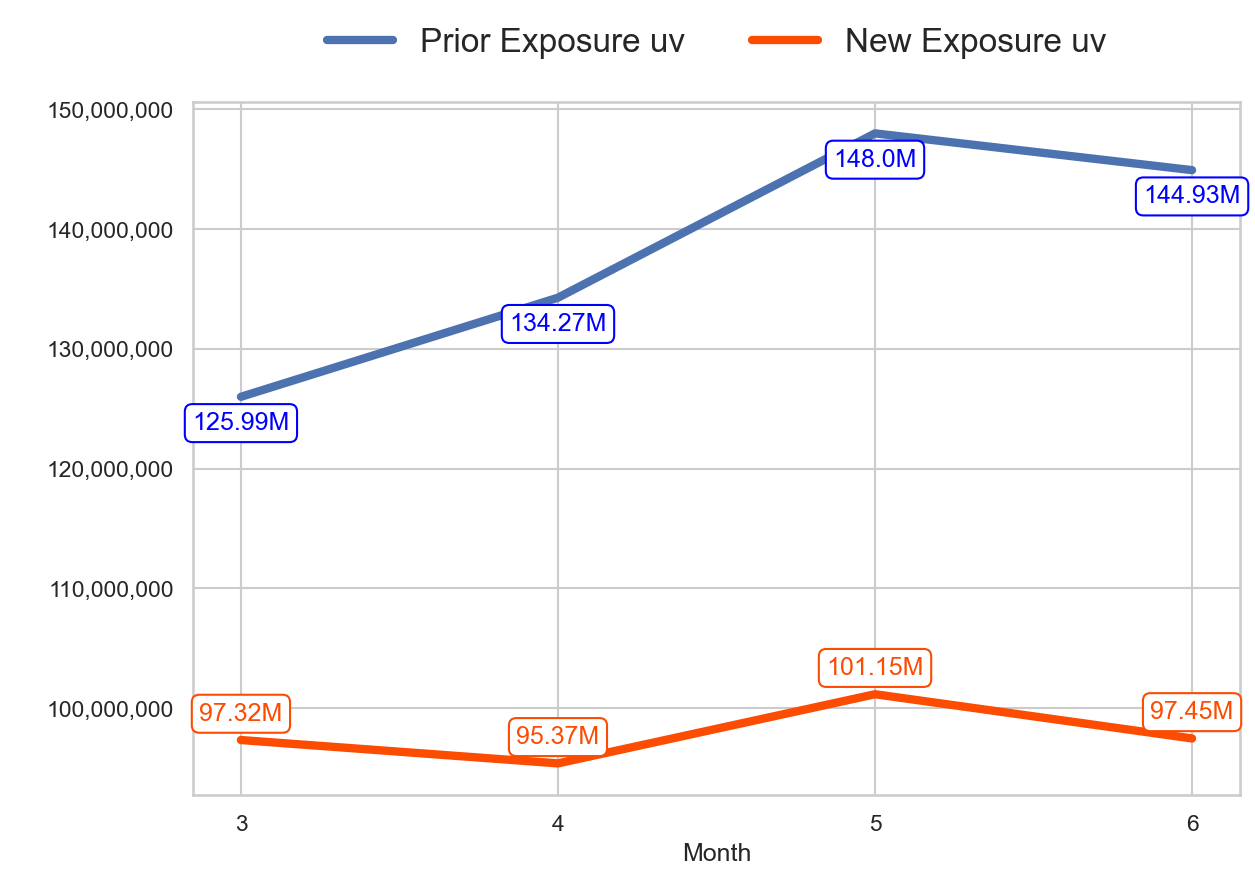 Prior Exposure uv New Exposure uv
150,000,000
148.0M
144.93M
140,000,000
134.27M
130,000,000
125.99M
120,000,000
110,000,000
101.15M
100,000,000
97.32M
95.37M
97.45M
3 4 5 6
Month